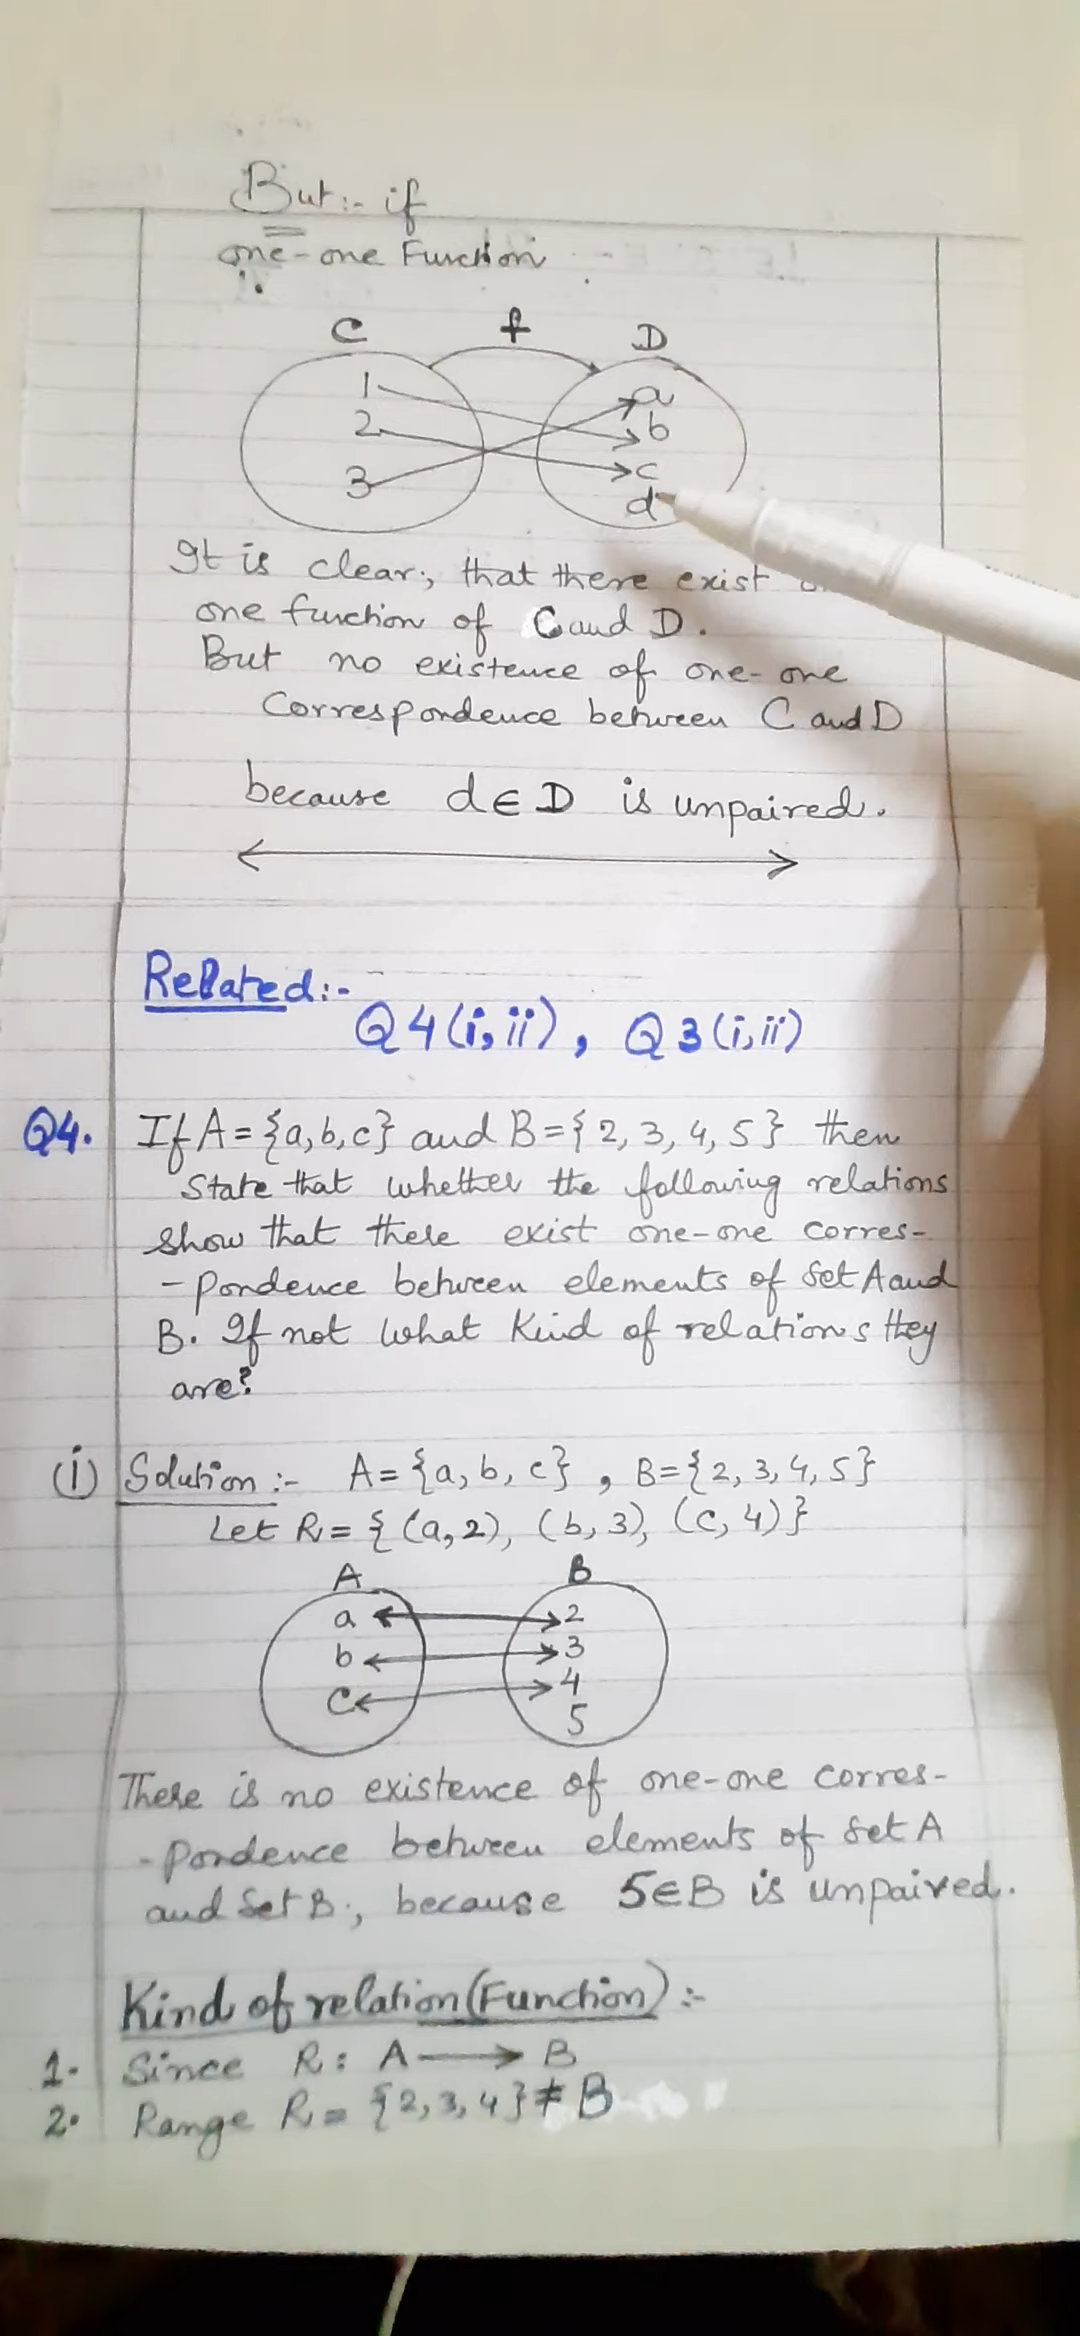 But:- if
one-one Function
C f D
1 a
2 b
3 c
d
It is clear, that there exist
one function of C and D.
But no existence of one-one
Correspondence between C and D
because d∈D is unpaired.
Related:-
Q4(i,ii), Q3(i,ii)
Q4. If A={a,b,c} and B={2,3,4,5} then
State that whether the following relations
show that there exist one-one corres-
-pondence between elements of Set A and
B. If not what Kind of relations they
are?
(i) Solution:- A={a,b,c}, B={2,3,4,5}
Let R={(a,2), (b,3), (c,4)}
A B
a 2
b 3
c 4
5
There is no existence of one-one corres-
-pondence between elements of Set A
and Set B, because 5∈B is unpaired.
Kind of relation(Function):-
1. Since R: A⟶B
2. Range R={2,3,4}≠B